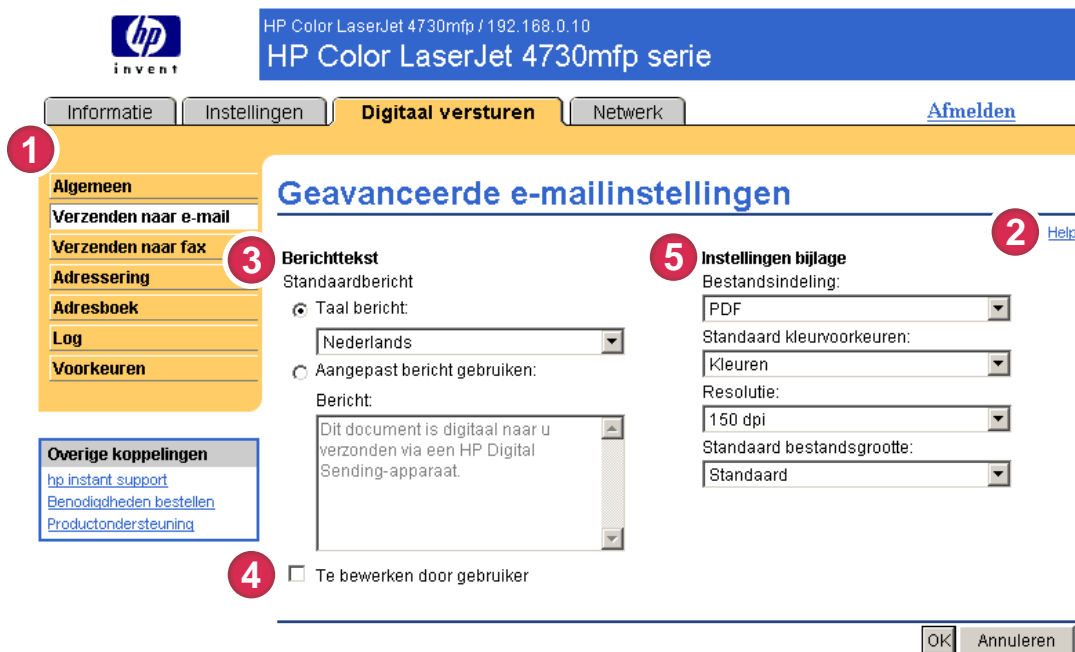 hp
invent
HP Color LaserJet 4730mfp / 192.168.0.10
HP Color LaserJet 4730mfp serie
Informatie
Instellingen
Digitaal versturen
Netwerk
Afmelden
1
Algemeen
Verzenden naar e-mail
Verzenden naar fax
Adressering
Adresboek
Log
Voorkeuren
Overige koppelingen
hp instant support
Benodigdheden bestellen
Productondersteuning
Geavanceerde e-mailinstellingen
2
Help
3
Berichttekst
Standaardbericht
Taal bericht:
Nederlands
Aangepast bericht gebruiken:
Bericht:
Dit document is digitaal naar u
verzonden via een HP Digital
Sending-apparaat.
4
Te bewerken door gebruiker
5
Instellingen bijlage
Bestandsindeling:
PDF
Standaard kleurvoorkeuren:
Kleuren
Resolutie:
150 dpi
Standaard bestandsgrootte:
Standaard
OK
Annuleren